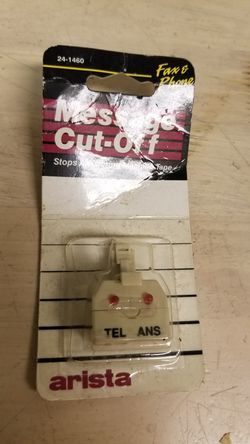 24-1460
Fax &
Phone
Message
Cut-Off
Stops
Tape
TEL ANS
arista